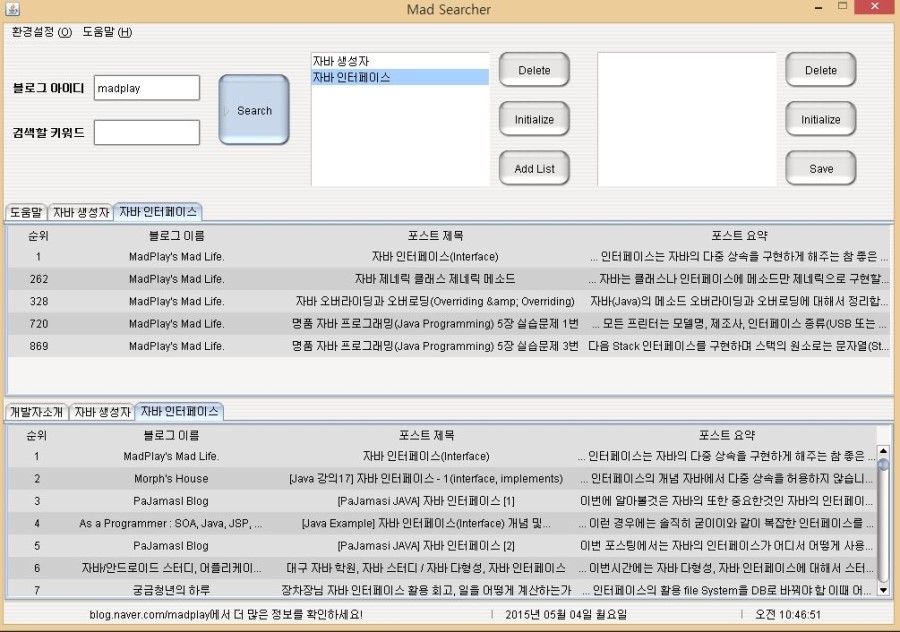 Mad Searcher
환경설정 (O) 도움말 (H)
블로그 아이디 madplay
검색할 키워드
Search
자바 생성자
자바 인터페이스
Delete
Initialize
Add List
Delete
Initialize
Save
도움말 자바 생성자 자바 인터페이스
순위 블로그 이름 포스트 제목 포스트 요약
1 MadPlay's Mad Life. 자바 인터페이스(Interface) ... 인터페이스는 자바의 다중 상속을 구현하게 해주는 참 좋은 ...
262 MadPlay's Mad Life. 자바 제네릭 클래스 제네릭 메소드 ... 자바는 클래스나 인터페이스에 메소드만 제네릭으로 구현할...
328 MadPlay's Mad Life. 자바 오버라이딩과 오버로딩(Overriding &amp; Overriding) 자바(Java)의 메소드 오버라이딩과 오버로딩에 대해서 정리합...
720 MadPlay's Mad Life. 명품 자바 프로그래밍(Java Programming) 5장 실습문제 1번 ... 모든 프린터는 모델명, 제조사, 인터페이스 종류(USB 또는 ...
869 MadPlay's Mad Life. 명품 자바 프로그래밍(Java Programming) 5장 실습문제 3번 다음 Stack 인터페이스를 구현하며 스택의 원소로는 문자열(St...
개발자소개 자바 생성자 자바 인터페이스
순위 블로그 이름 포스트 제목 포스트 요약
1 MadPlay's Mad Life. 자바 인터페이스(Interface) ... 인터페이스는 자바의 다중 상속을 구현하게 해주는 참 좋은 ...
2 Morph's House [Java 강의17] 자바 인터페이스 - 1(interface, implements) ... 인터페이스의 개념 자바에서 다중 상속을 허용하지 않습니...
3 PaJamasI Blog [PaJamasI JAVA] 자바 인터페이스 [1] 이번에 알아볼것은 자바의 또한 중요한것인 자바의 인터페이...
4 As a Programmer : SOA, Java, JSP, ... [Java Example] 자바 인터페이스(Interface) 개념 및... ... 이런 경우에는 솔직히 굳이이와 같이 복잡한 인터페이스를 ...
5 PaJamasI Blog [PaJamasI JAVA] 자바 인터페이스 [2] 이번 포스팅에서는 자바의 인터페이스가 어디서 어떻게 사용...
6 자바/안드로이드 스터디, 어플리케이... 대구 자바 학원, 자바 스터디 / 자바 다형성, 자바 인터페이스 ... 이번시간에는 자바 다형성, 자바 인터페이스에 대해서 스터...
7 궁금청년의 하루 장차장님 자바 인터페이스 활용 회고, 일을 어떻게 계산하는가 ... 인터페이스의 활용 file System을 DB로 바꿔야 할 이때 여...
blog.naver.com/madplay에서 더 많은 정보를 확인하세요! 2015년 05월 04일 월요일 오전 10:46:51